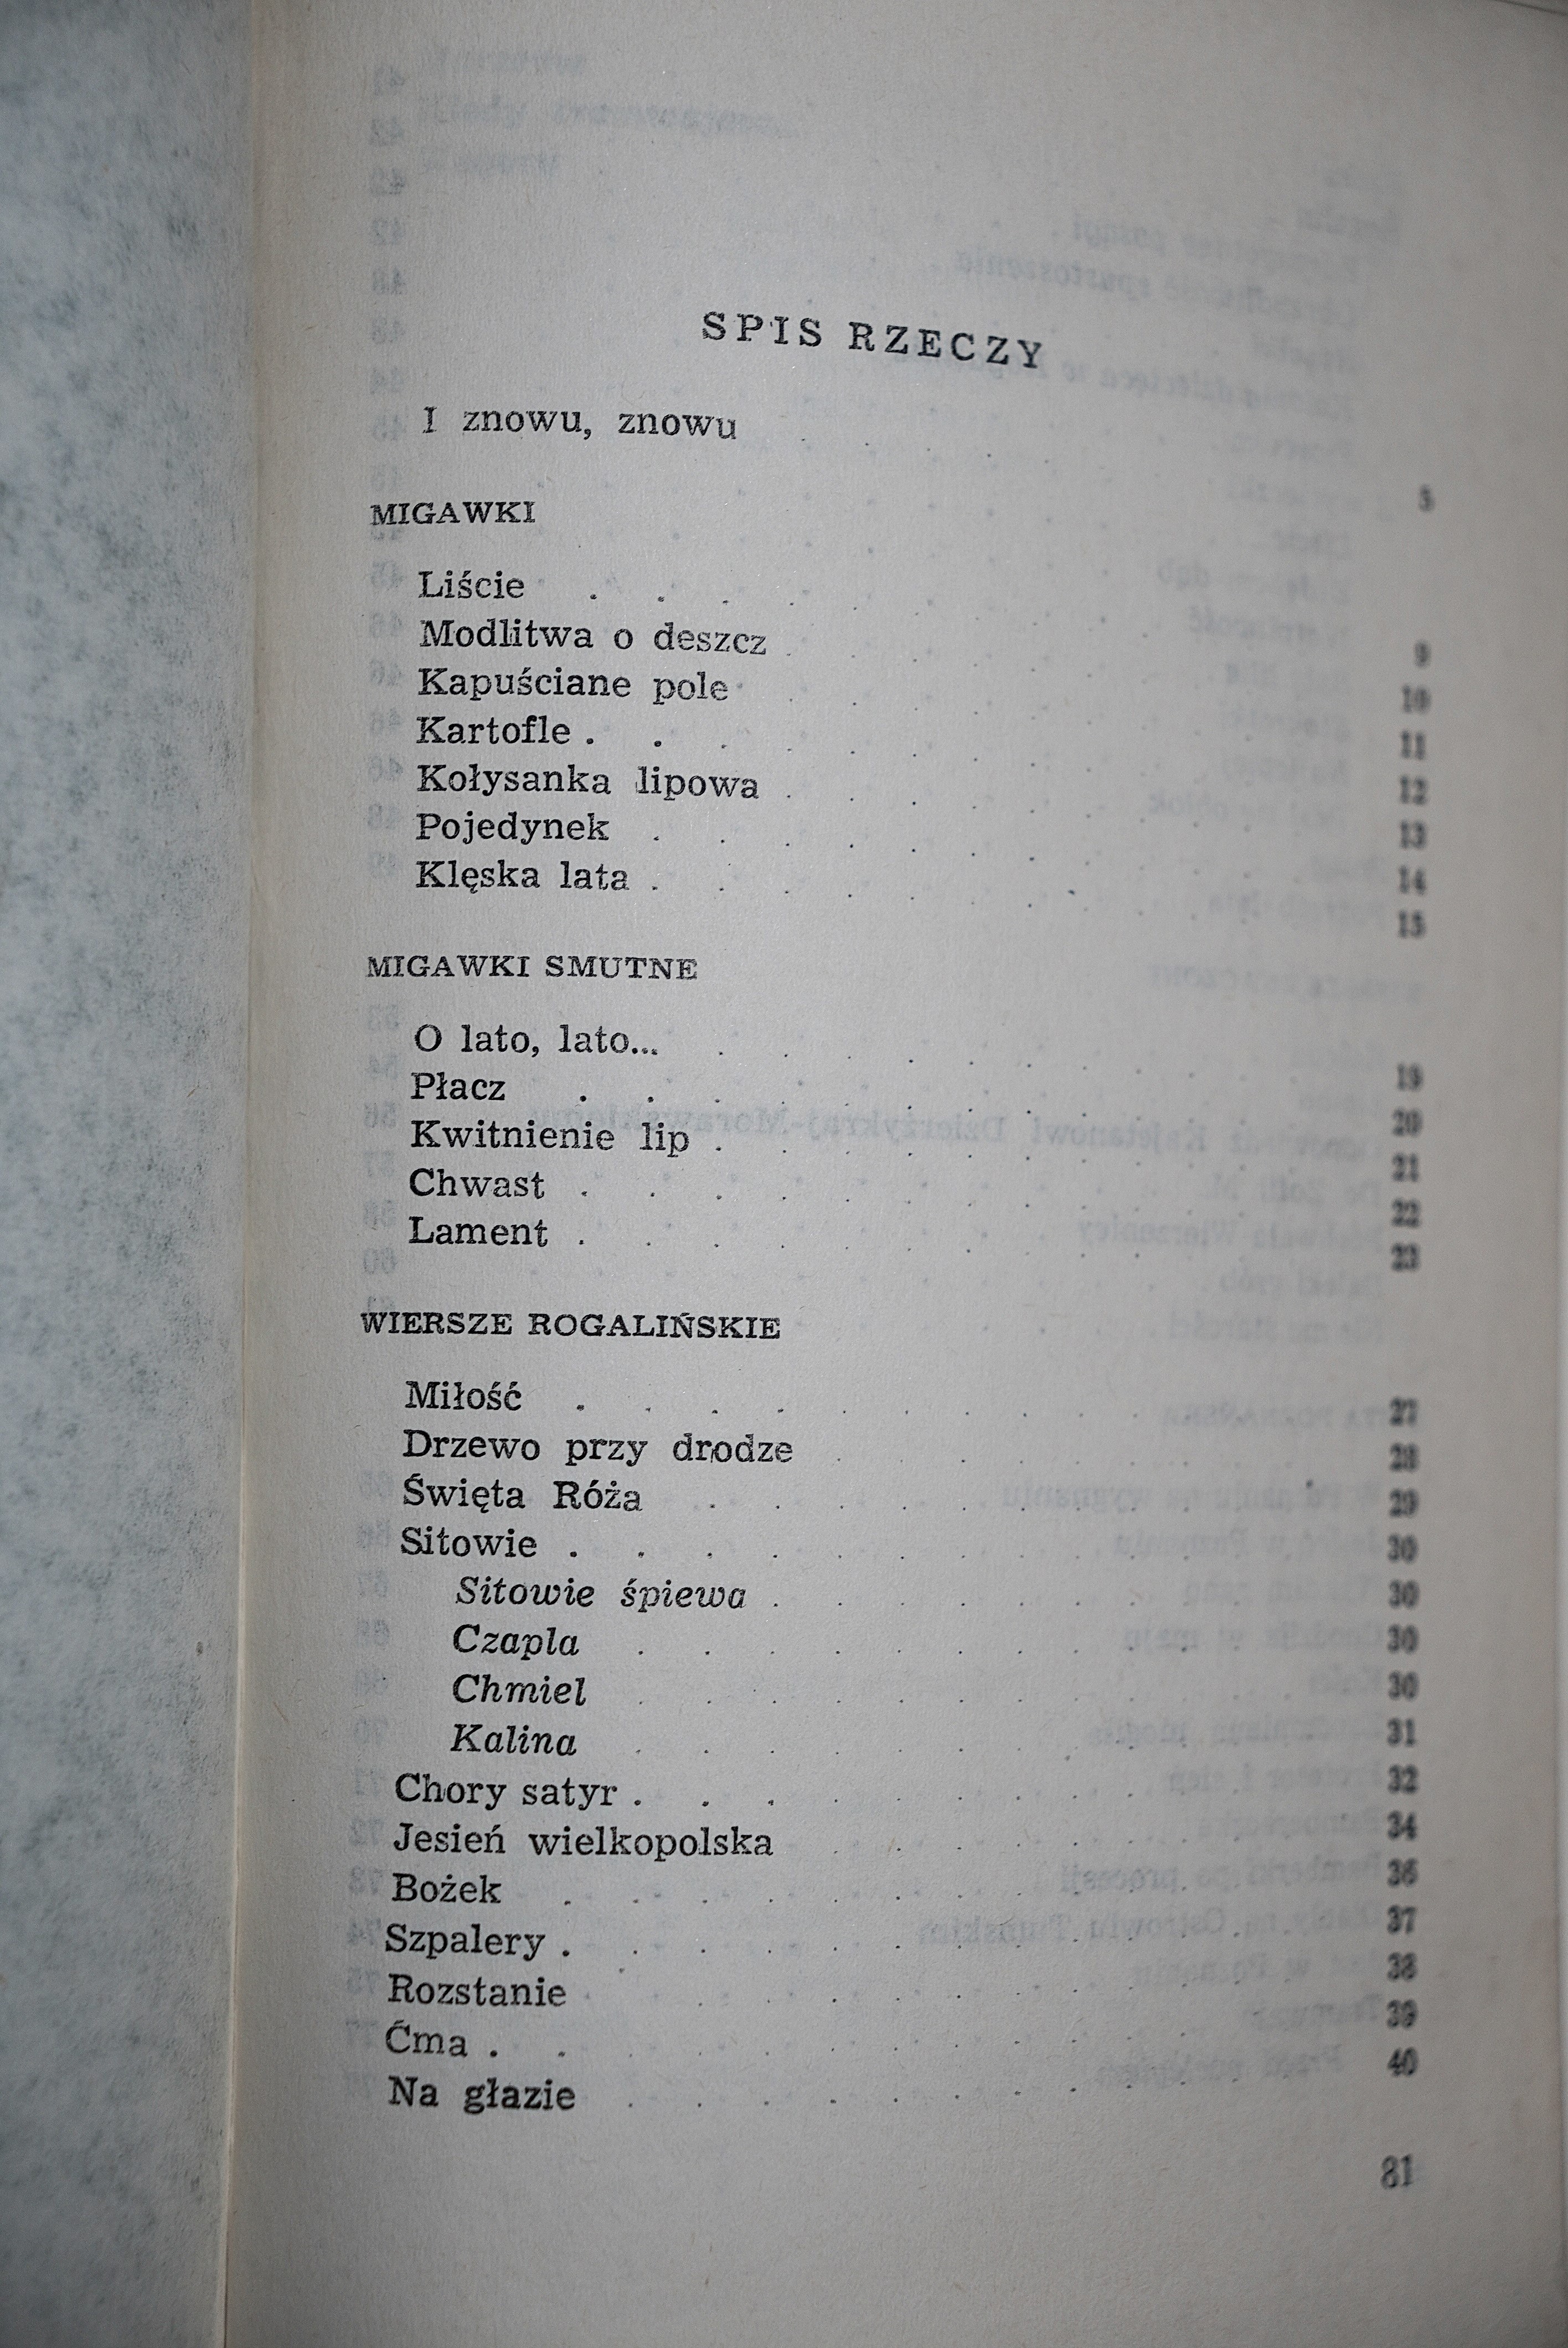 SPIS RZECZY
I znowu, znowu . . . . 5
MIGAWKI
Liście . . . . 9
Modlitwa o deszcz . . . . 10
Kapuściane pole . . . . 11
Kartofle . . . . 12
Kołysanka lipowa . . . . 13
Pojedynek . . . . 14
Klęska lata . . . . 15
MIGAWKI SMUTNE
O lato, lato... . . . . 19
Płacz . . . . 20
Kwitnienie lip . . . . 21
Chwast . . . . 22
Lament . . . . 23
WIERSZE ROGALIŃSKIE
Miłość . . . . 27
Drzewo przy drodze . . . . 28
Święta Róża . . . . 29
Sitowie . . . . 30
Sitowie śpiewa . . . . 30
Czapla . . . . 30
Chmiel . . . . 30
Kalina . . . . 31
Chory satyr . . . . 32
Jesień wielkopolska . . . . 34
Bożek . . . . 36
Szpalery . . . . 37
Rozstanie . . . . 38
Ćma . . . . 39
Na głazie . . . . 40
81